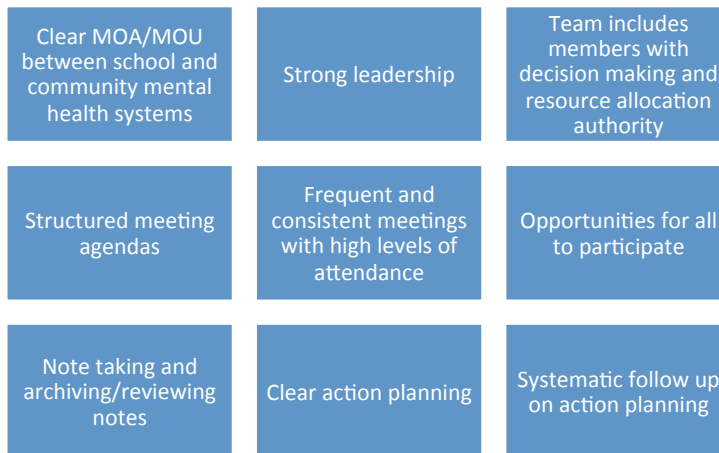 Clear MOA/MOU
between school and
community mental
health systems
Strong leadership
Team includes
members with
decision making and
resource allocation
authority
Structured meeting
agendas
Frequent and
consistent meetings
with high levels of
attendance
Opportunities for all
to participate
Note taking and
archiving/reviewing
notes
Clear action planning
Systematic follow up
on action planning